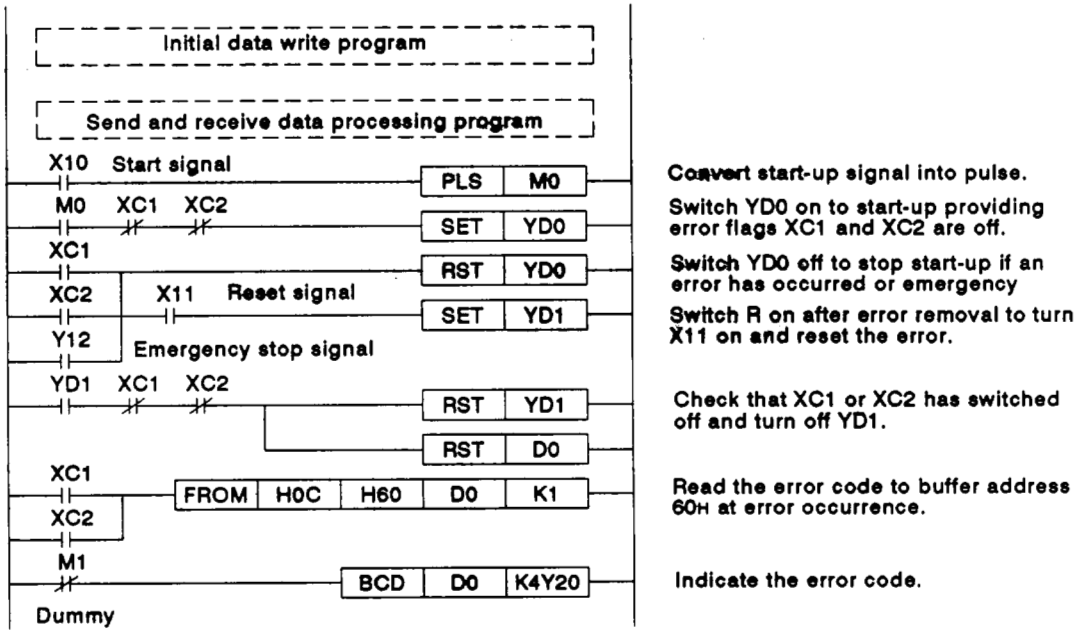 Initial data write program
Send and receive data processing program
X10 Start signal
PLS M0
Convert start-up signal into pulse.
M0 XC1 XC2
SET YD0
Switch YD0 on to start-up providing
error flags XC1 and XC2 are off.
XC1
RST YD0
Switch YD0 off to stop start-up if an
error has occurred or emergency
XC2 X11 Reset signal
SET YD1
Switch R on after error removal to turn
X11 on and reset the error.
Y12 Emergency stop signal
YD1 XC1 XC2
RST YD1
Check that XC1 or XC2 has switched
off and turn off YD1.
RST D0
XC1
FROM H0C H60 D0 K1
Read the error code to buffer address
60H at error occurrence.
XC2
M1
BCD D0 K4Y20
Indicate the error code.
Dummy